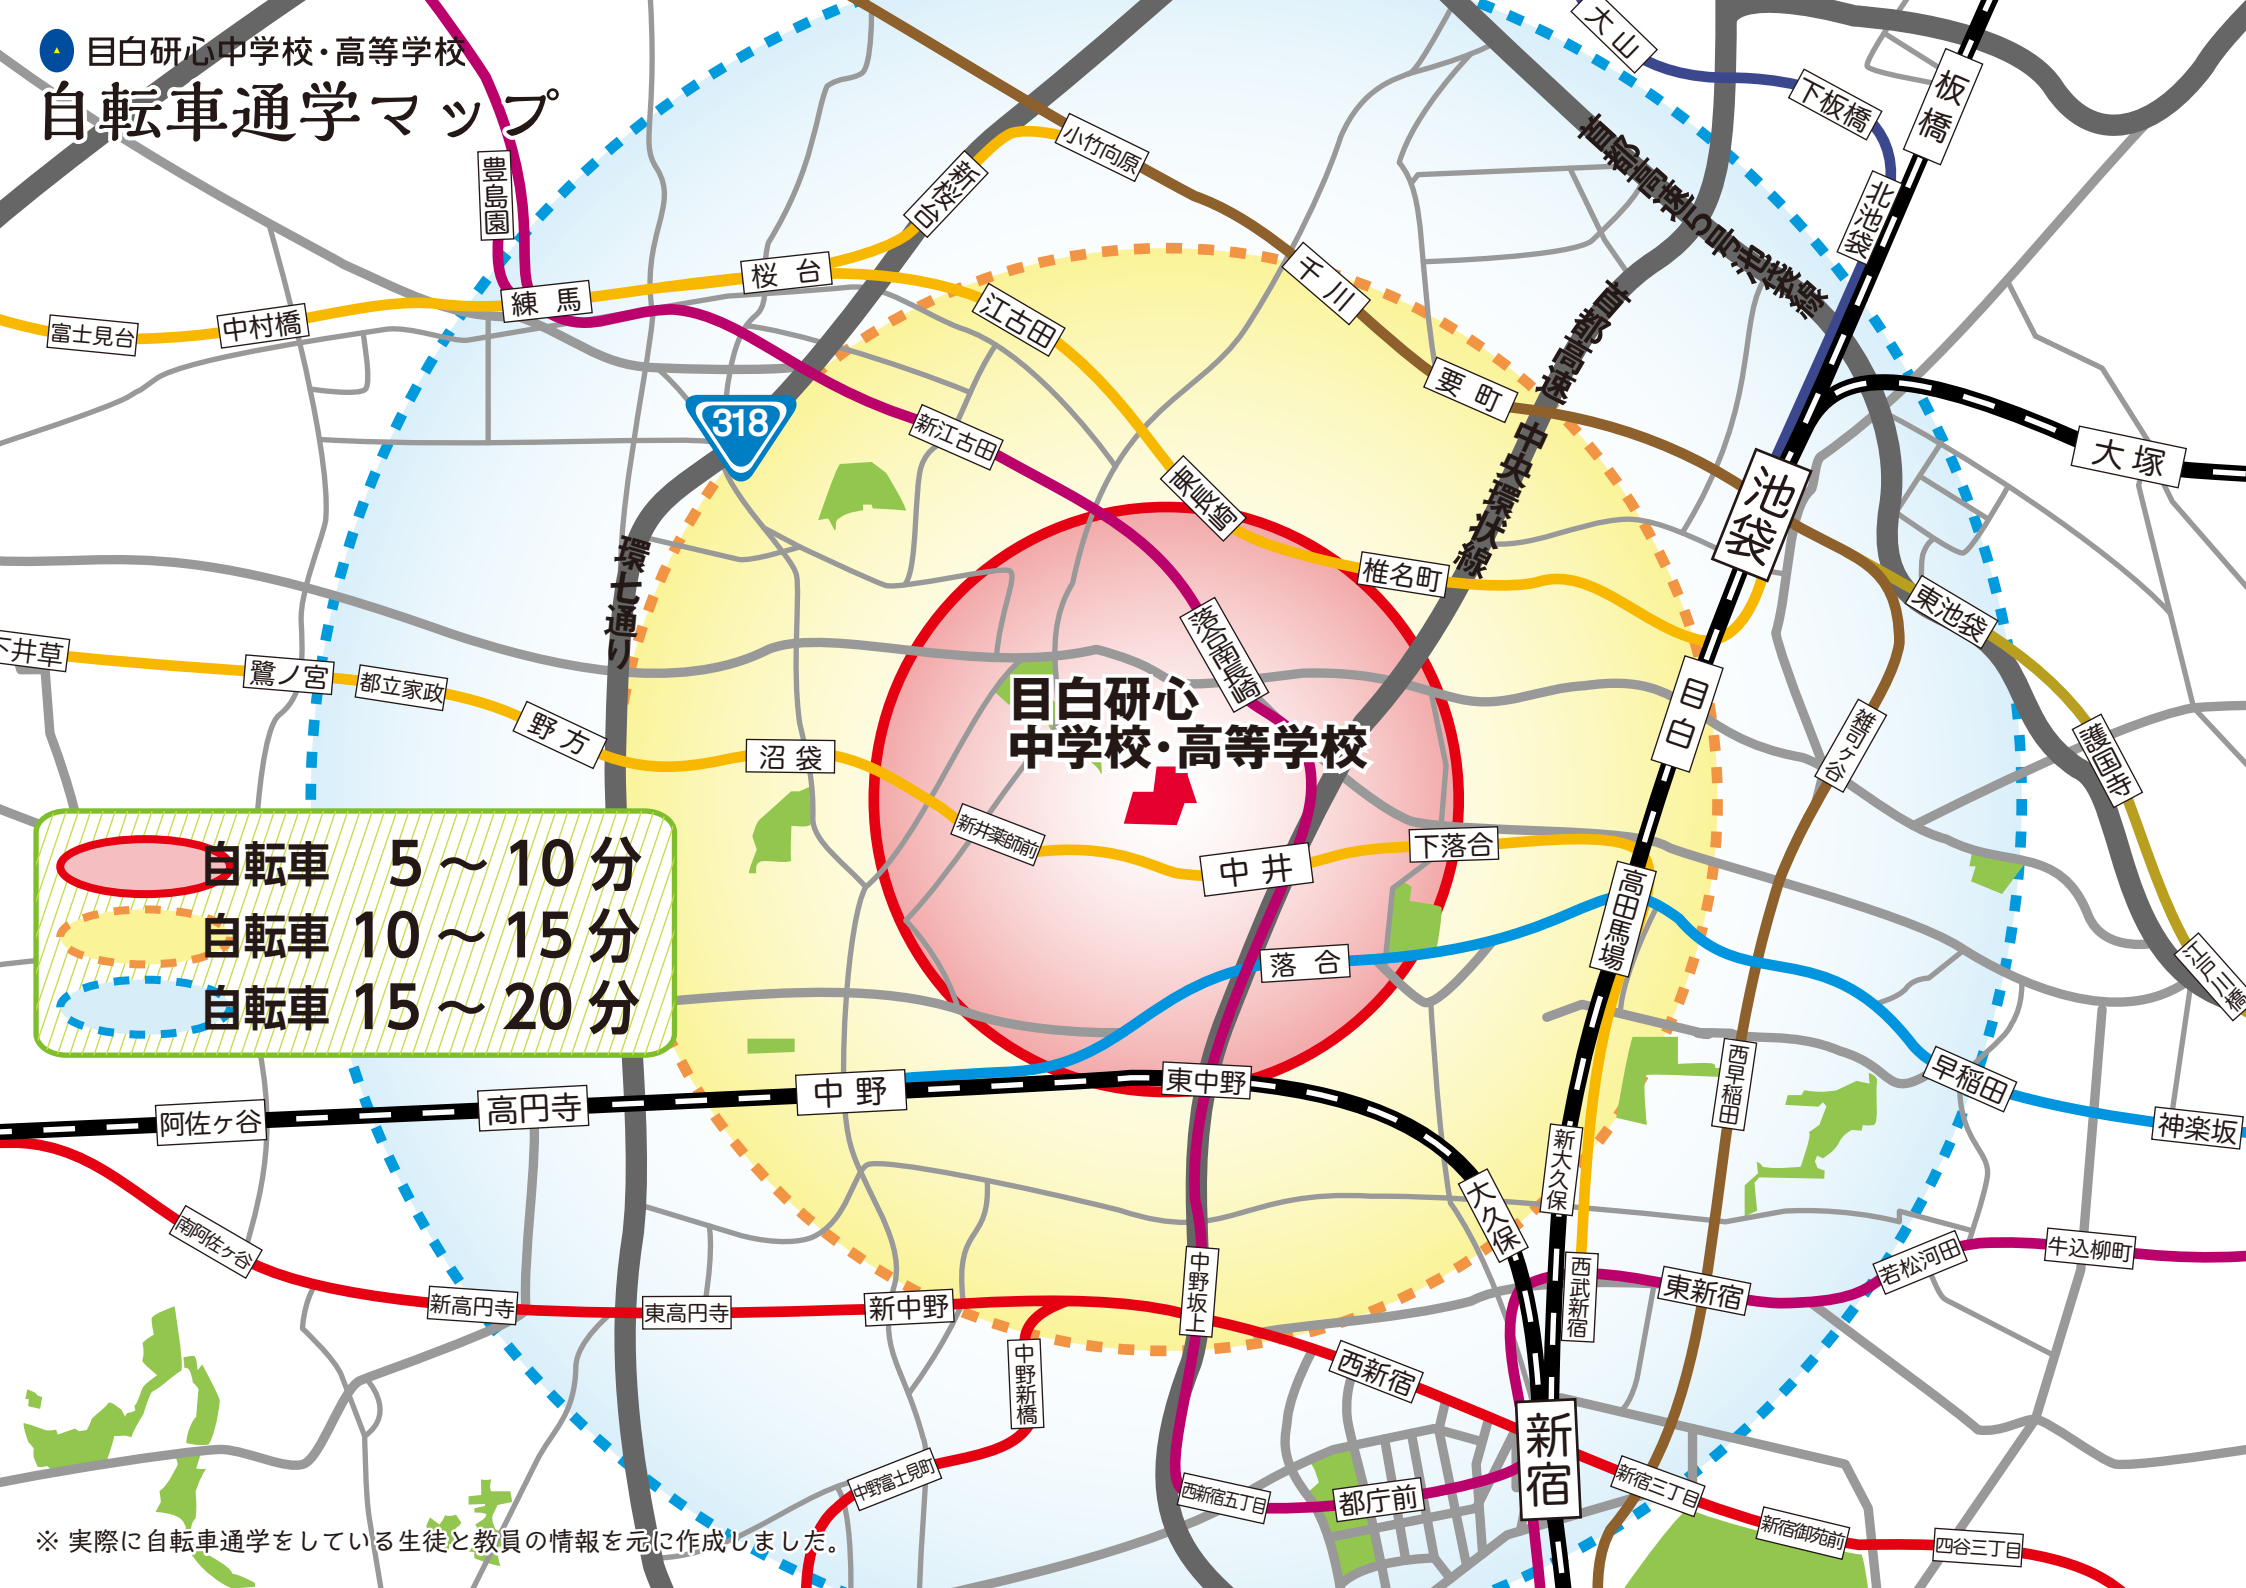 目白研心中学校・高等学校
自転車通学マップ
大山
下板橋
板橋
北池袋
首都高速5号池袋線
豊島園
新桜台
小竹向原
桜台
練馬
中村橋
富士見台
江古田
千川
首都高速中央環状線
要町
318
新江古田
東長崎
池袋
大塚
椎名町
環七通り
落合南長崎
東池袋
下井草
鷺ノ宮
都立家政
野方
沼袋
目白
雑司ヶ谷
護国寺
目白研心
中学校・高等学校
新井薬師前
中井
下落合
高田馬場
江戸川橋
落合
自転車 5〜10分
自転車 10〜15分
自転車 15〜20分
西早稲田
早稲田
神楽坂
阿佐ヶ谷
高円寺
中野
東中野
新大久保
大久保
南阿佐ヶ谷
新高円寺
東高円寺
新中野
中野坂上
西武新宿
東新宿
若松河田
牛込柳町
中野新橋
西新宿
新宿
中野富士見町
西新宿五丁目
都庁前
新宿三丁目
新宿御苑前
四谷三丁目
※ 実際に自転車通学をしている生徒と教員の情報を元に作成しました。